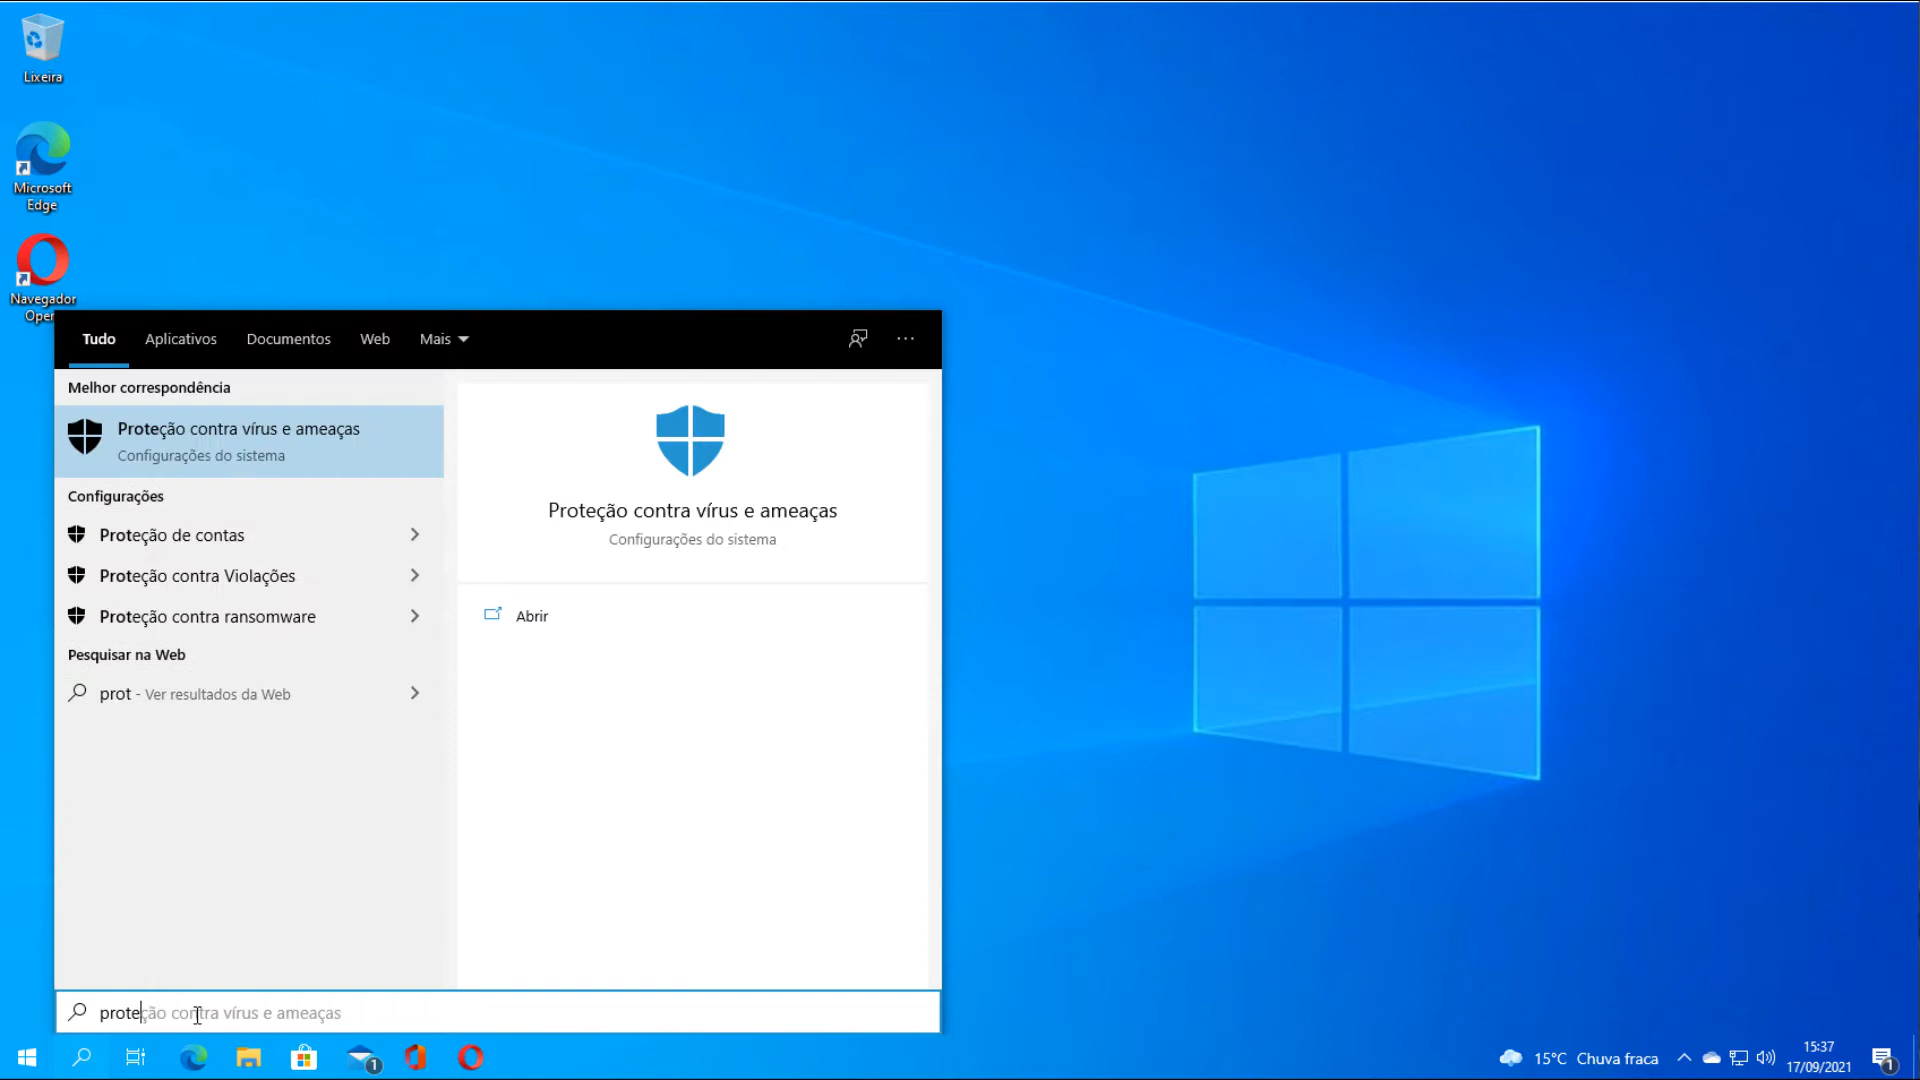 Lixeira
Microsoft
Edge
Navegador
Oper
Tudo
Aplicativos
Documentos
Web
Mais
Melhor correspondência
Proteção contra vírus e ameaças
Configurações do sistema
Configurações
Proteção de contas
Proteção contra Violações
Proteção contra ransomware
Pesquisar na Web
prot - Ver resultados da Web
Proteção contra vírus e ameaças
Configurações do sistema
Abrir
proteção contra vírus e ameaças
1
15°C Chuva fraca
15:37
17/09/2021
1